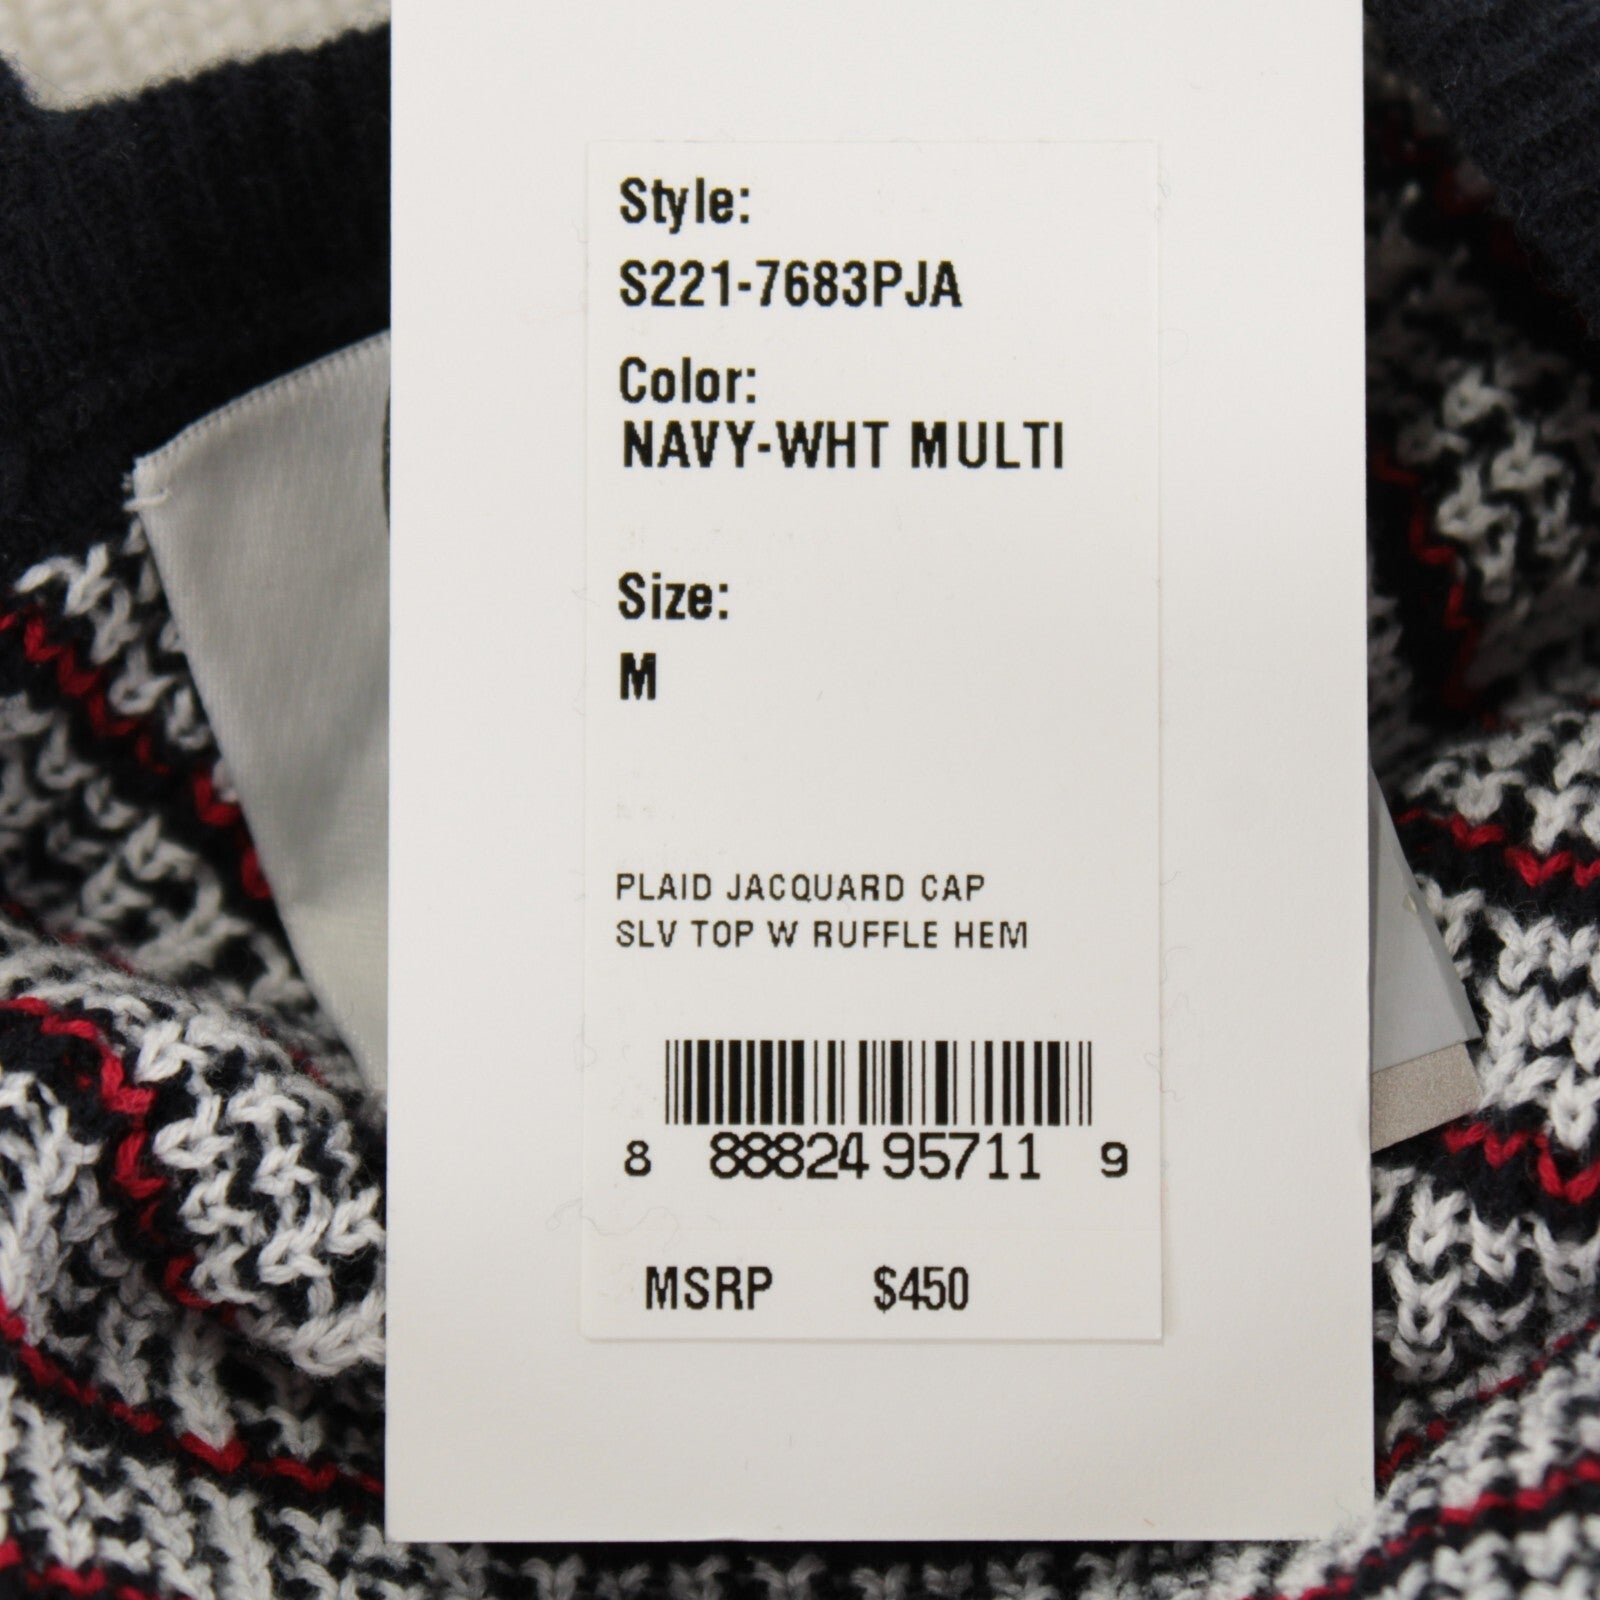 Style:
S221-7683PJA
Color:
NAVY-WHT MULTI
Size:
M
PLAID JACQUARD CAP
SLV TOP W RUFFLE HEM
8 88824 95711 9
MSRP $450